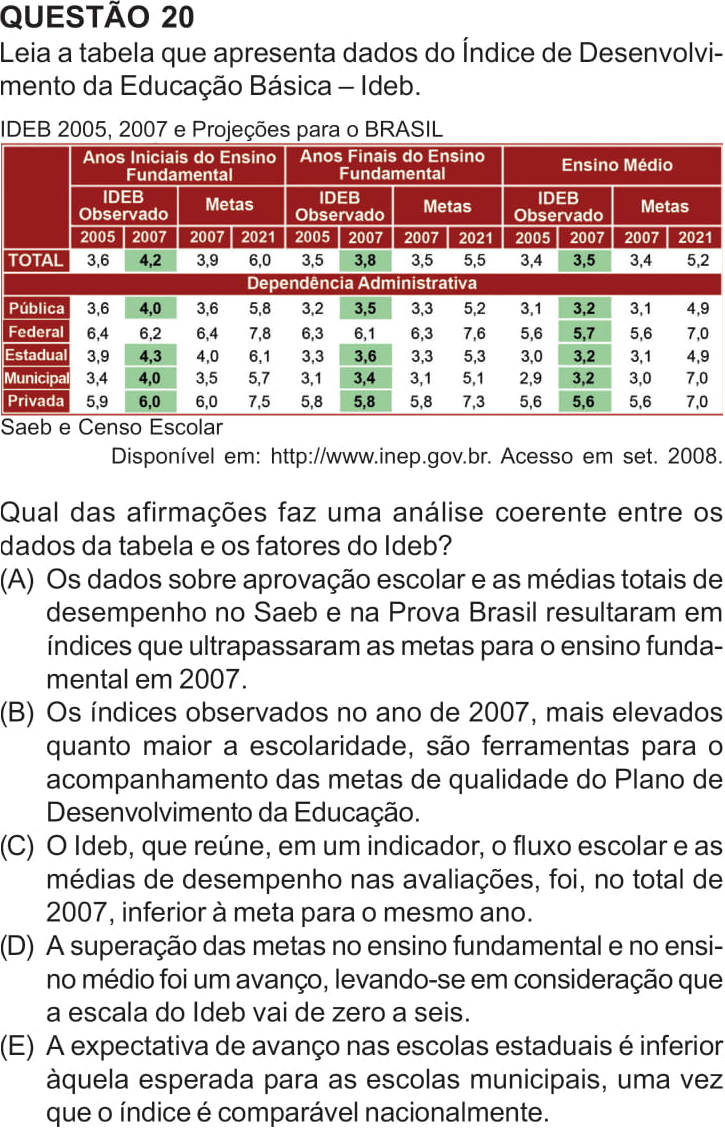 QUESTÃO 20
Leia a tabela que apresenta dados do Índice de Desenvolvi-
mento da Educação Básica – Ideb.
IDEB 2005, 2007 e Projeções para o BRASIL
Anos Iniciais do Ensino Fundamental Anos Finais do Ensino Fundamental Ensino Médio
IDEB Observado Metas IDEB Observado Metas IDEB Observado Metas
2005 2007 2007 2021 2005 2007 2007 2021 2005 2007 2007 2021
TOTAL 3,6 4,2 3,9 6,0 3,5 3,8 3,5 5,5 3,4 3,5 3,4 5,2
Dependência Administrativa
Pública 3,6 4,0 3,6 5,8 3,2 3,5 3,3 5,2 3,1 3,2 3,1 4,9
Federal 6,4 6,2 6,4 7,8 6,3 6,1 6,3 7,6 5,6 5,7 5,6 7,0
Estadual 3,9 4,3 4,0 6,1 3,3 3,6 3,3 5,3 3,0 3,2 3,1 4,9
Municipal 3,4 4,0 3,5 5,7 3,1 3,4 3,1 5,1 2,9 3,2 3,0 7,0
Privada 5,9 6,0 6,0 7,5 5,8 5,8 5,8 7,3 5,6 5,6 5,6 7,0
Saeb e Censo Escolar
Disponível em: http://www.inep.gov.br. Acesso em set. 2008.
Qual das afirmações faz uma análise coerente entre os
dados da tabela e os fatores do Ideb?
(A) Os dados sobre aprovação escolar e as médias totais de
desempenho no Saeb e na Prova Brasil resultaram em
índices que ultrapassaram as metas para o ensino funda-
mental em 2007.
(B) Os índices observados no ano de 2007, mais elevados
quanto maior a escolaridade, são ferramentas para o
acompanhamento das metas de qualidade do Plano de
Desenvolvimento da Educação.
(C) O Ideb, que reúne, em um indicador, o fluxo escolar e as
médias de desempenho nas avaliações, foi, no total de
2007, inferior à meta para o mesmo ano.
(D) A superação das metas no ensino fundamental e no ensi-
no médio foi um avanço, levando-se em consideração que
a escala do Ideb vai de zero a seis.
(E) A expectativa de avanço nas escolas estaduais é inferior
àquela esperada para as escolas municipais, uma vez
que o índice é comparável nacionalmente.